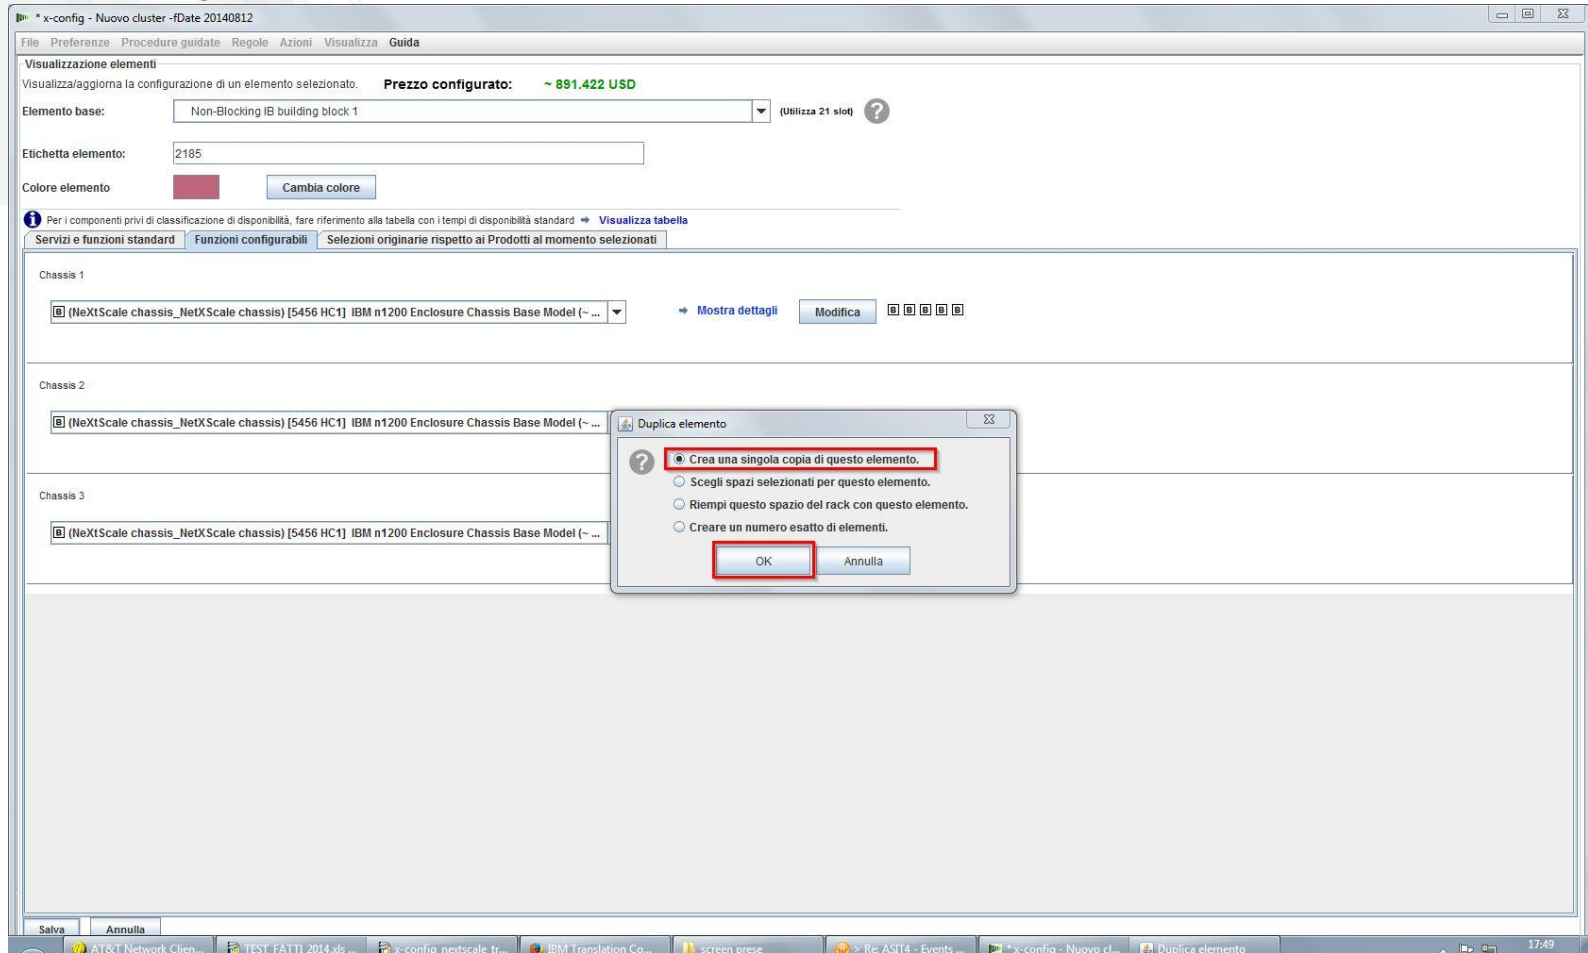 * x-config - Nuovo cluster -fDate 20140812
File Preferenze Procedure guidate Regole Azioni Visualizza Guida
Visualizzazione elementi
Visualizza/aggiorna la configurazione di un elemento selezionato. Prezzo configurato: ~ 891.422 USD
Elemento base: Non-Blocking IB building block 1 (Utilizza 21 slot) ?
Etichetta elemento: 2185
Colore elemento Cambia colore
i Per i componenti privi di classificazione di disponibilità, fare riferimento alla tabella con i tempi di disponibilità standard ➡ Visualizza tabella
Servizi e funzioni standard Funzioni configurabili Selezioni originarie rispetto ai Prodotti al momento selezionati
Chassis 1
B (NeXtScale chassis_NetXScale chassis) [5456 HC1] IBM n1200 Enclosure Chassis Base Model (~ ... ➡ Mostra dettagli Modifica B B B B B
Chassis 2
B (NeXtScale chassis_NetXScale chassis) [5456 HC1] IBM n1200 Enclosure Chassis Base Model (~ ...
Chassis 3
B (NeXtScale chassis_NetXScale chassis) [5456 HC1] IBM n1200 Enclosure Chassis Base Model (~ ...
Duplica elemento
? Crea una singola copia di questo elemento.
Scegli spazi selezionati per questo elemento.
Riempi questo spazio del rack con questo elemento.
Creare un numero esatto di elementi.
OK Annulla
Salva Annulla
AT&T Network Clien... TEST_FATTI_2014.xls ... x-config_nextscale_tr... IBM Translation Co... screen prese > Re: ASIT4 - Events ... * x-config - Nuovo cl... Duplica elemento 17:49